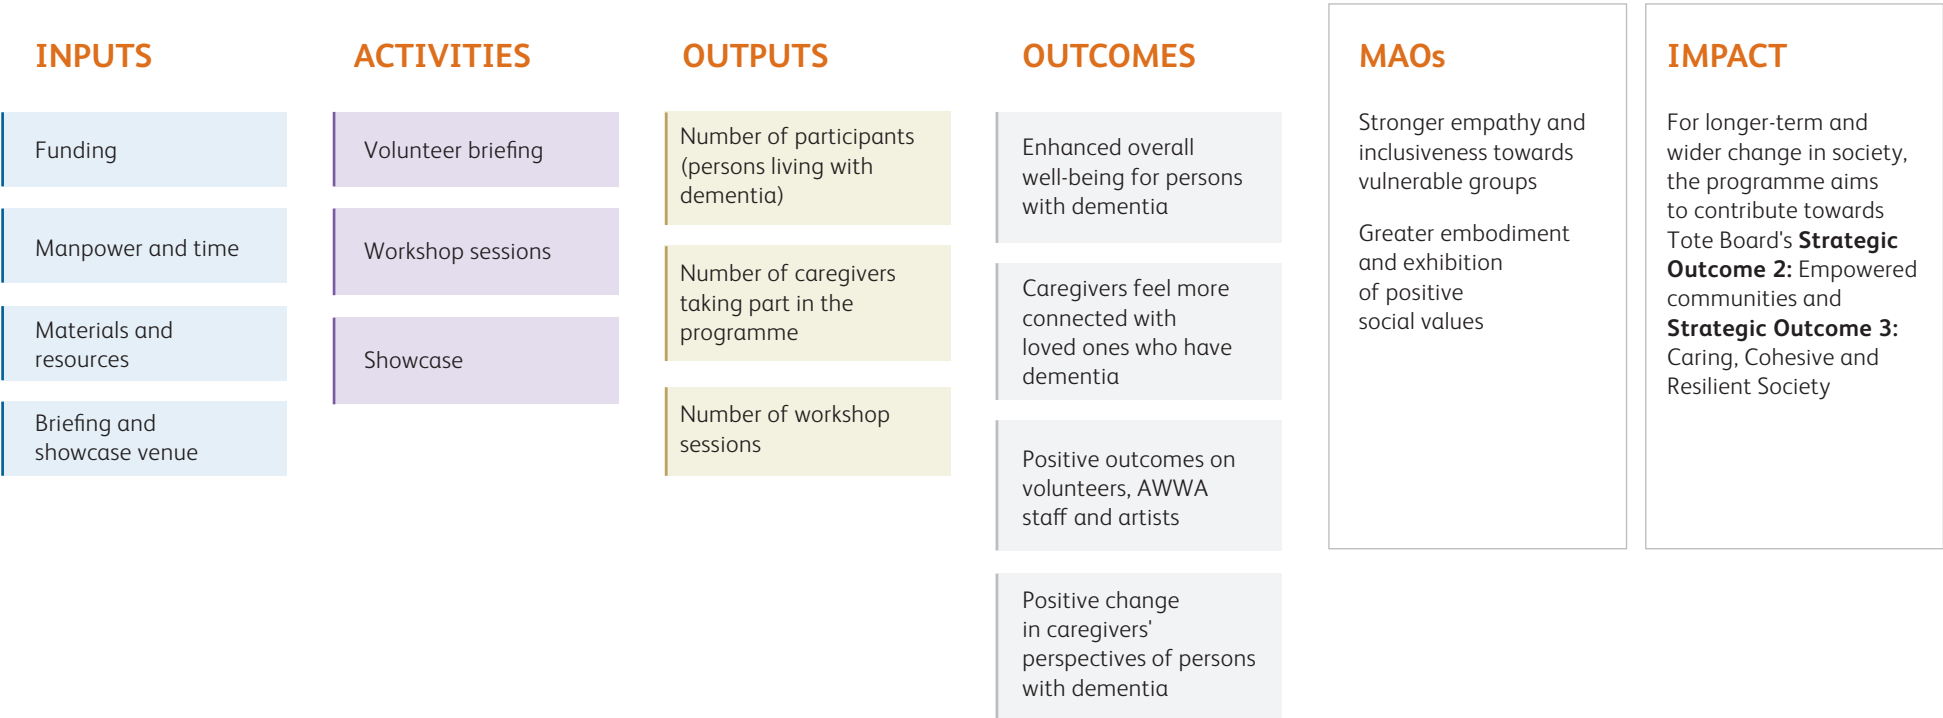 INPUTS
Funding
Manpower and time
Materials and
resources
Briefing and
showcase venue
ACTIVITIES
Volunteer briefing
Workshop sessions
Showcase
OUTPUTS
Number of participants
(persons living with
dementia)
Number of caregivers
taking part in the
programme
Number of workshop
sessions
OUTCOMES
Enhanced overall
well-being for persons
with dementia
Caregivers feel more
connected with
loved ones who have
dementia
Positive outcomes on
volunteers, AWWA
staff and artists
Positive change
in caregivers'
perspectives of persons
with dementia
MAOs
Stronger empathy and
inclusiveness towards
vulnerable groups
Greater embodiment
and exhibition
of positive
social values
IMPACT
For longer-term and
wider change in society,
the programme aims
to contribute towards
Tote Board's Strategic
Outcome 2: Empowered
communities and
Strategic Outcome 3:
Caring, Cohesive and
Resilient Society